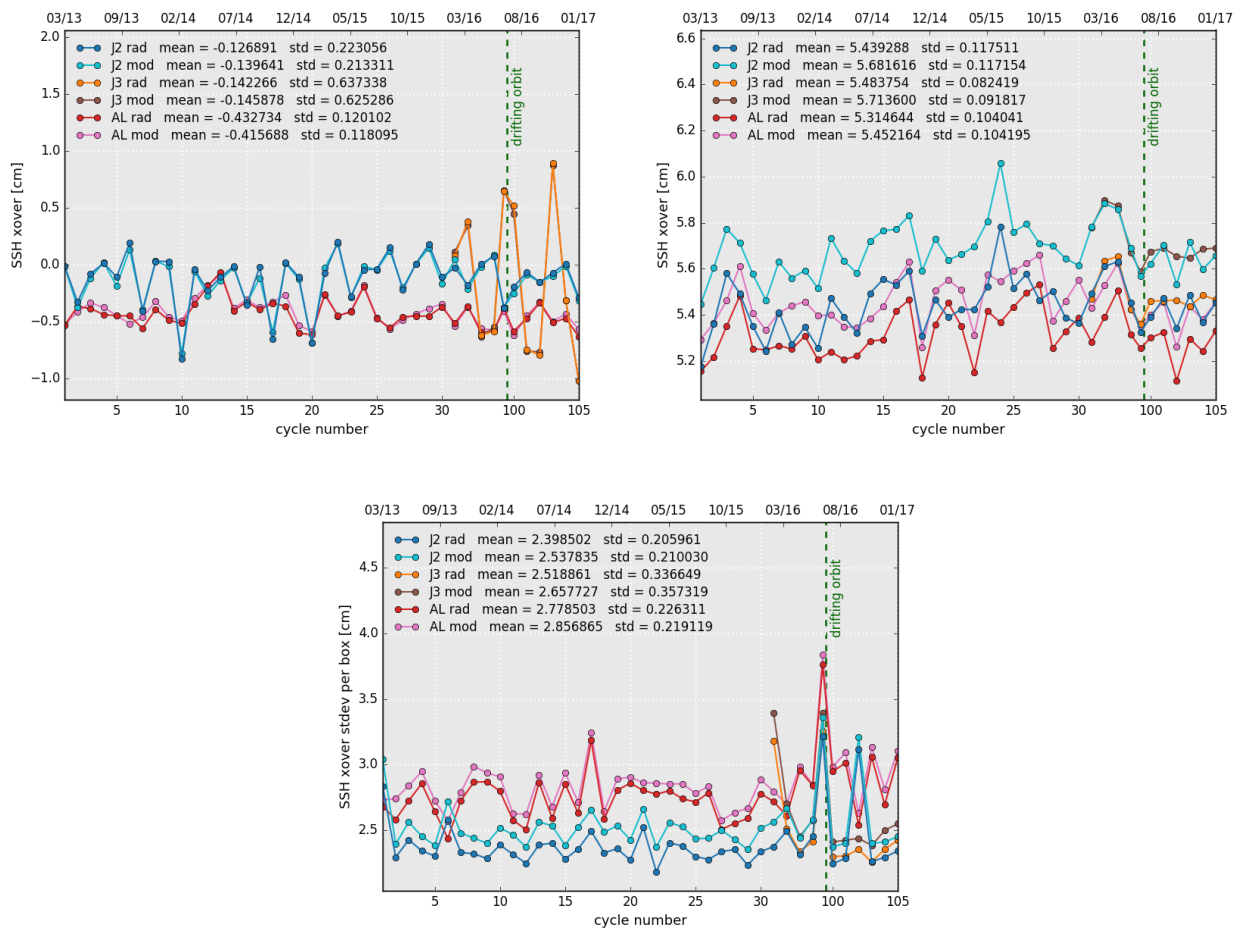 03/13 09/13 02/14 07/14 12/14 05/15 10/15 03/16 08/16 01/17
2.0
1.5
1.0
0.5
0.0
−0.5
−1.0
SSH xover [cm]
J2 rad mean = -0.126891 std = 0.223056
J2 mod mean = -0.139641 std = 0.213311
J3 rad mean = -0.142266 std = 0.637338
J3 mod mean = -0.145878 std = 0.625286
AL rad mean = -0.432734 std = 0.120102
AL mod mean = -0.415688 std = 0.118095
drifting orbit
5 10 15 20 25 30 100 105
cycle number
03/13 09/13 02/14 07/14 12/14 05/15 10/15 03/16 08/16 01/17
6.6
6.4
6.2
6.0
5.8
5.6
5.4
5.2
SSH xover [cm]
J2 rad mean = 5.439288 std = 0.117511
J2 mod mean = 5.681616 std = 0.117154
J3 rad mean = 5.483754 std = 0.082419
J3 mod mean = 5.713600 std = 0.091817
AL rad mean = 5.314644 std = 0.104041
AL mod mean = 5.452164 std = 0.104195
drifting orbit
5 10 15 20 25 30 100 105
cycle number
03/13 09/13 02/14 07/14 12/14 05/15 10/15 03/16 08/16 01/17
4.5
4.0
3.5
3.0
2.5
SSH xover stdev per box [cm]
J2 rad mean = 2.398502 std = 0.205961
J2 mod mean = 2.537835 std = 0.210030
J3 rad mean = 2.518861 std = 0.336649
J3 mod mean = 2.657727 std = 0.357319
AL rad mean = 2.778503 std = 0.226311
AL mod mean = 2.856865 std = 0.219119
drifting orbit
5 10 15 20 25 30 100 105
cycle number